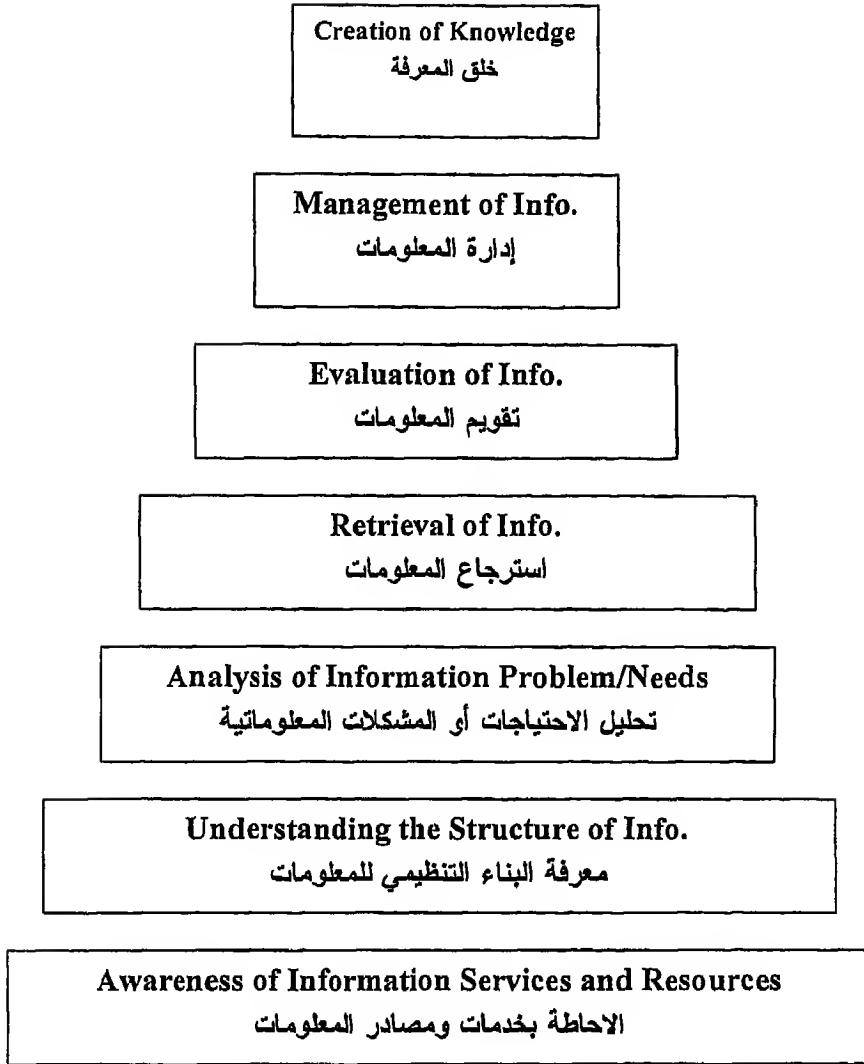 Creation of Knowledge
خلق المعرفة
Management of Info.
إدارة المعلومات
Evaluation of Info.
تقويم المعلومات
Retrieval of Info.
استرجاع المعلومات
Analysis of Information Problem/Needs
تحليل الاحتياجات أو المشكلات المعلوماتية
Understanding the Structure of Info.
معرفة البناء التنظيمي للمعلومات
Awareness of Information Services and Resources
الاحاطة بخدمات ومصادر المعلومات